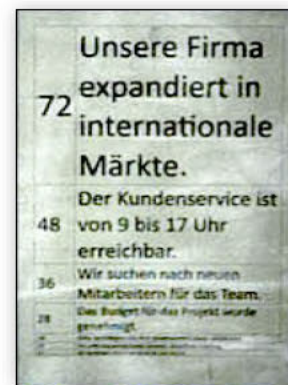 Unsere Firma
72 expandiert in
internationale
Märkte.
Der Kundenservice ist
48 von 9 bis 17 Uhr
erreichbar.
36 Wir suchen nach neuen
Mitarbeitern für das Team.
28 Das Budget für das Projekt wurde
genehmigt.